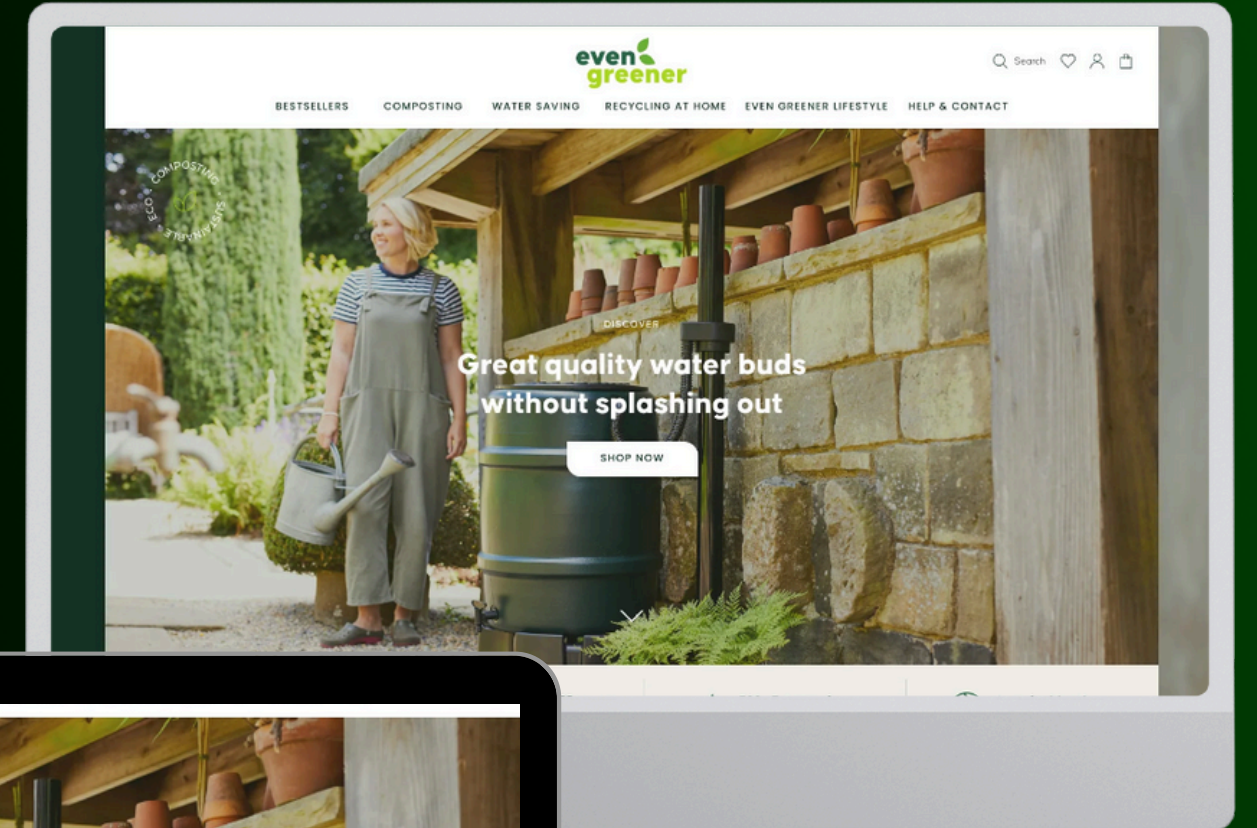 even
greener
Search
BESTSELLERS COMPOSTING WATER SAVING RECYCLING AT HOME EVEN GREENER LIFESTYLE HELP & CONTACT
COMPOSTING SUSTAINABLE ECO
DISCOVER
Great quality water buds
without splashing out
SHOP NOW